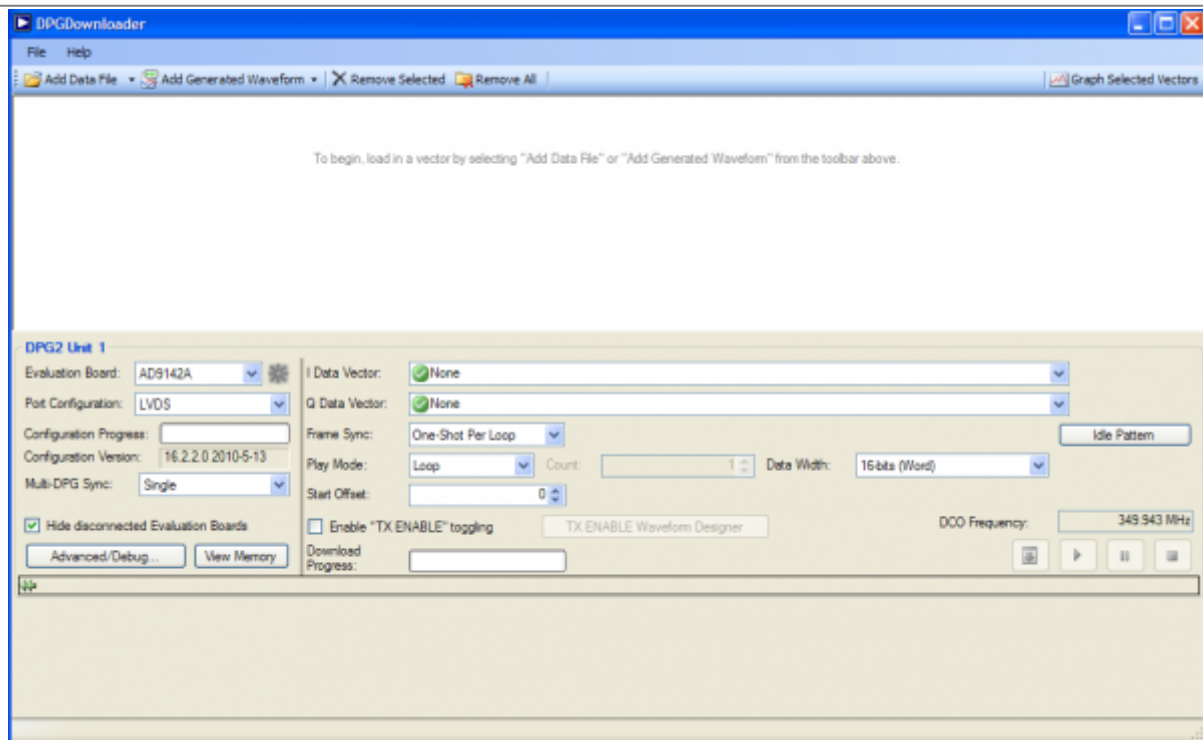 DPGDownloader
File Help
Add Data File Add Generated Waveform Remove Selected Remove All Graph Selected Vectors
To begin, load in a vector by selecting "Add Data File" or "Add Generated Waveform" from the toolbar above.
DPG2 Unit 1
Evaluation Board: AD9142A I Data Vector: None
Port Configuration: LVDS Q Data Vector: None
Configuration Progress: Frame Sync: One-Shot Per Loop Idle Pattern
Configuration Version: 16.2.2.0 2010-5-13 Play Mode: Loop Count: 1 Data Width: 16-bits (Word)
Multi-DPG Sync: Single Start Offset: 0
Hide disconnected Evaluation Boards Enable "TX ENABLE" toggling TX ENABLE Waveform Designer DCO Frequency: 349.943 MHz
Advanced/Debug... View Memory Download
Progress: